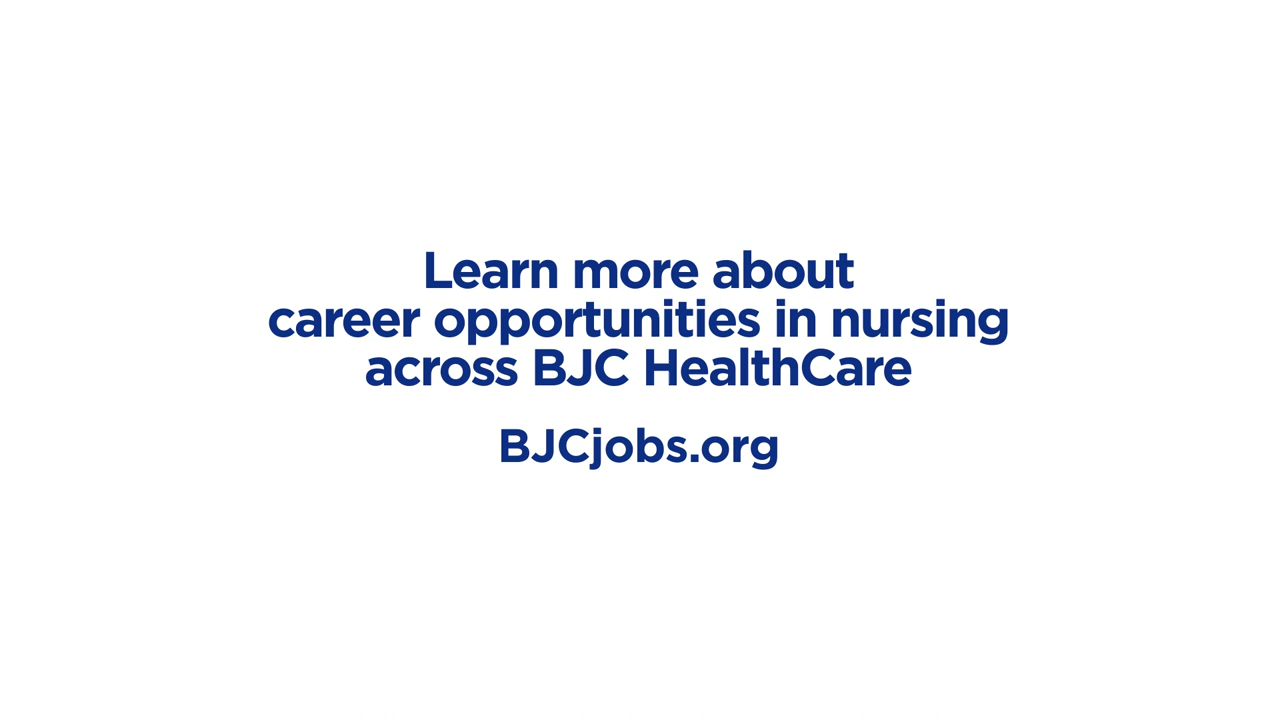 Learn more about
career opportunities in nursing
across BJC HealthCare
BJCjobs.org